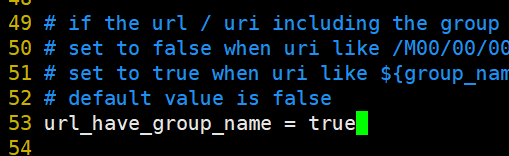 48
49 # if the url / uri including the group
50 # set to false when uri like /M00/00/00
51 # set to true when uri like ${group_nam
52 # default value is false
53 url_have_group_name = true
54